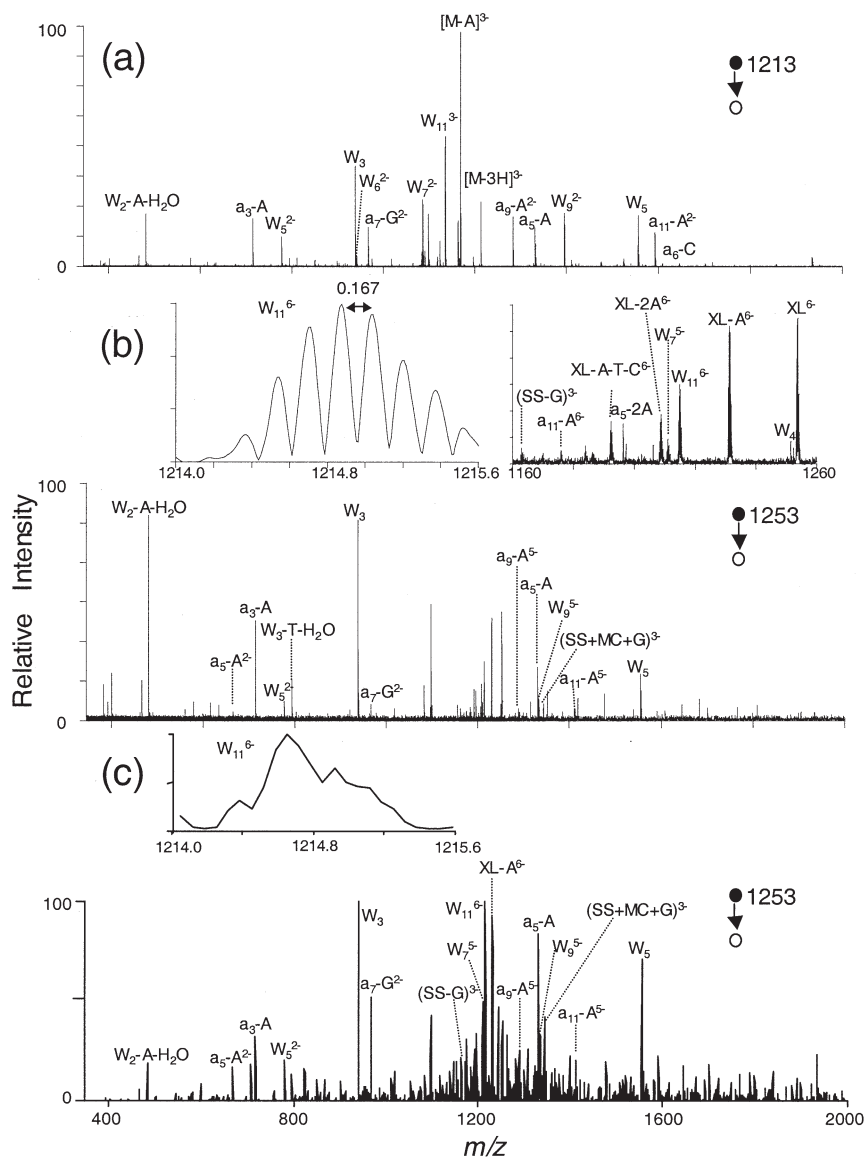 (a)
100
0
[M-A]3-
W11 3-
W3
W6 2-
W7 2-
[M-3H]3-
W2-A-H2O
a3-A
W5 2-
a7-G2-
a9-A2-
a5-A
W9 2-
W5
a11-A2-
a6-C
1213
(b)
W11 6-
0.167
1214.0
1214.8
1215.6
XL-2A6-
W7 5-
XL-A6-
XL6-
XL-A-T-C6-
W11 6-
(SS-G)3-
a11-A6-
a5-2A
W4
1160
1260
100
0
W2-A-H2O
W3
a3-A
W3-T-H2O
a5-A2-
W5 2-
a7-G2-
a9-A5-
a5-A
W9 5-
(SS+MC+G)3-
a11-A5-
W5
1253
Relative Intensity
(c)
W11 6-
1214.0
1214.8
1215.6
100
0
XL-A6-
W3
W11 6-
a5-A
(SS+MC+G)3-
W7 5-
W9 5-
W5
a7-G2-
(SS-G)3-
a9-A5-
a11-A5-
a3-A
W2-A-H2O
a5-A2-
W5 2-
1253
400
800
1200
1600
2000
m/z